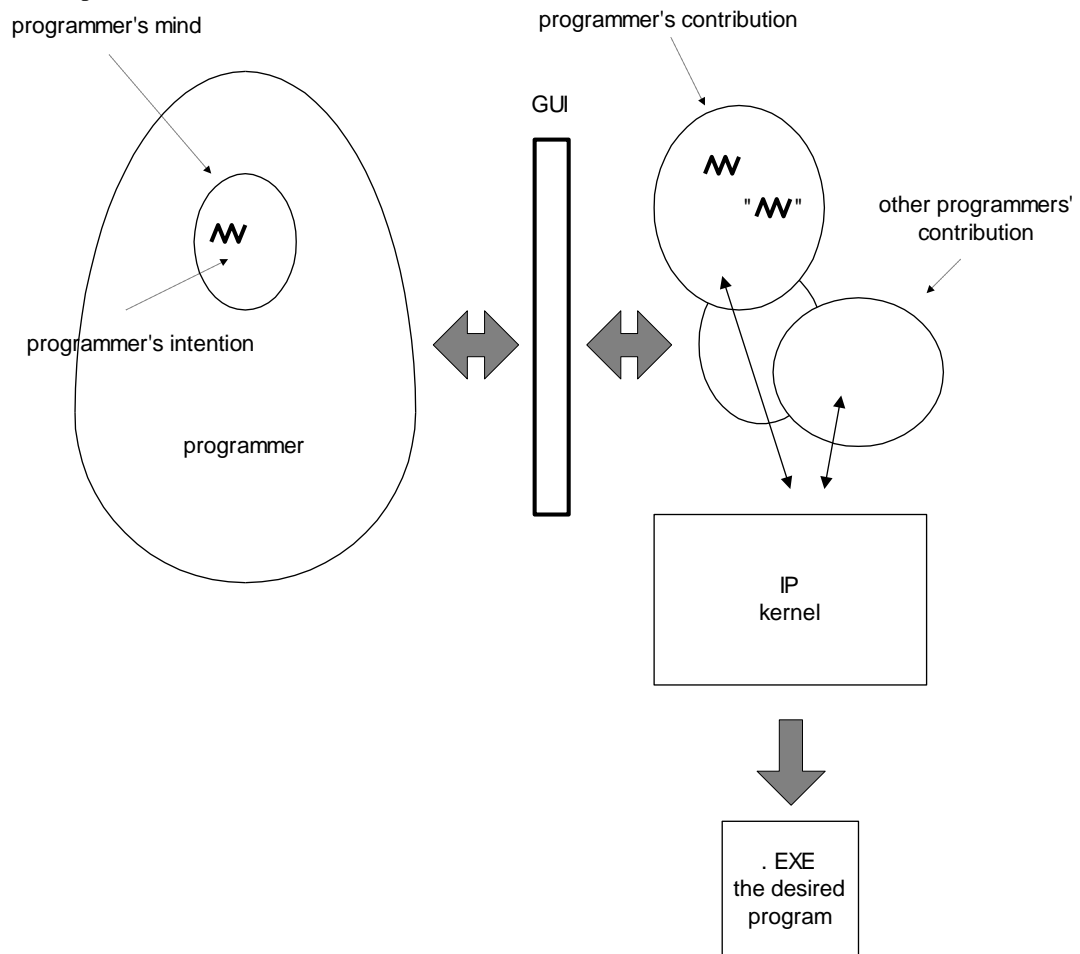 programmer's mind
programmer's contribution
GUI
" "
other programmers'
contribution
programmer's intention
programmer
IP
kernel
. EXE
the desired
program